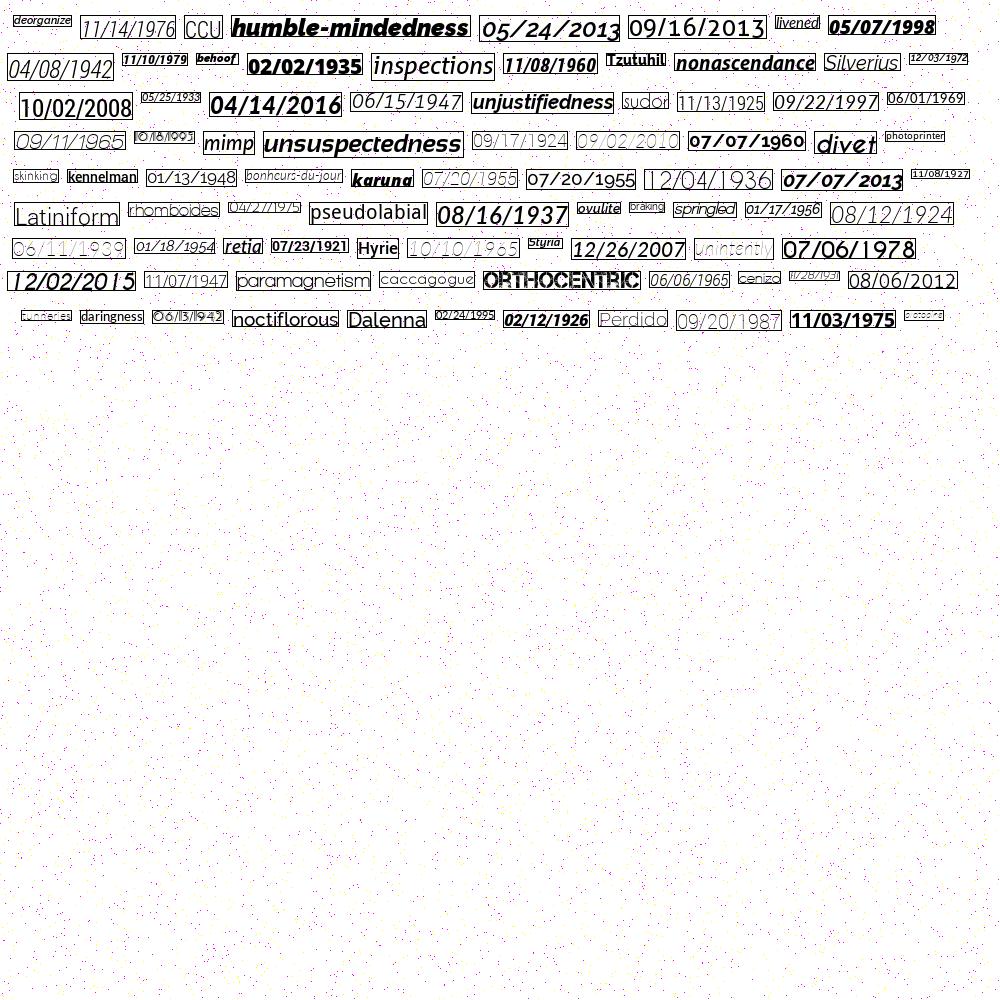 deorganize 11/14/1976 CCU humble-mindedness 05/24/2013 09/16/2013 livened 05/07/1998
04/08/1942 11/10/1979 behoof 02/02/1935 inspections 11/08/1960 Tzutuhil nonascendance Silverius 12/03/1972
10/02/2008 05/25/1933 04/14/2016 06/15/1947 unjustifiedness sudor 11/13/1925 09/22/1997 06/01/1969
09/11/1965 10/18/1995 mimp unsuspectedness 09/17/1924 09/02/2010 07/07/1960 divet photoprinter
skinking kennelman 01/13/1948 bonheurs-du-jour karuna 07/20/1955 07/20/1955 12/04/1936 07/07/2013 11/08/1927
Latiniform rhomboides 04/27/1975 pseudolabial 08/16/1937 ovulite braking springled 01/17/1956 08/12/1924
06/11/1939 01/18/1954 retia 07/23/1921 Hyrie 10/10/1965 Styria 12/26/2007 unintently 07/06/1978
12/02/2015 11/07/1947 paramagnetism caccagogue ORTHOCENTRIC 06/06/1965 cenizo 11/28/1931 08/06/2012
tunneries daringness 06/13/1942 noctiflorous Dalenna 02/24/1995 02/12/1926 Perdido 09/20/1987 11/03/1975